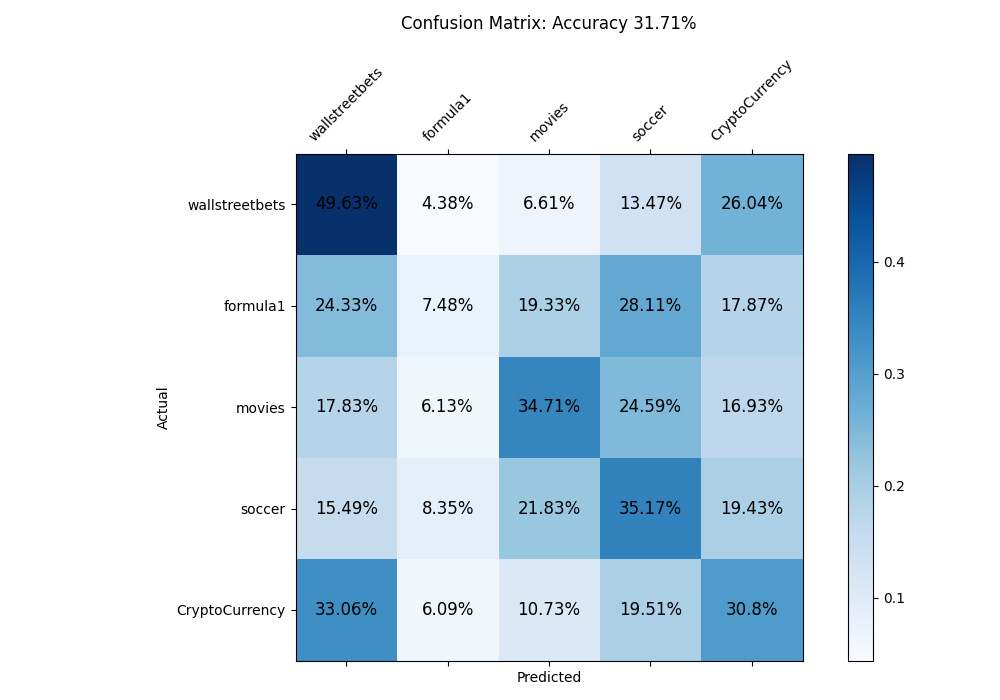 Confusion Matrix: Accuracy 31.71%
wallstreetbets formula1 movies soccer CryptoCurrency
wallstreetbets 49.63% 4.38% 6.61% 13.47% 26.04%
0.4
formula1 24.33% 7.48% 19.33% 28.11% 17.87%
0.3
Actual
movies 17.83% 6.13% 34.71% 24.59% 16.93%
0.2
soccer 15.49% 8.35% 21.83% 35.17% 19.43%
0.1
CryptoCurrency 33.06% 6.09% 10.73% 19.51% 30.8%
Predicted